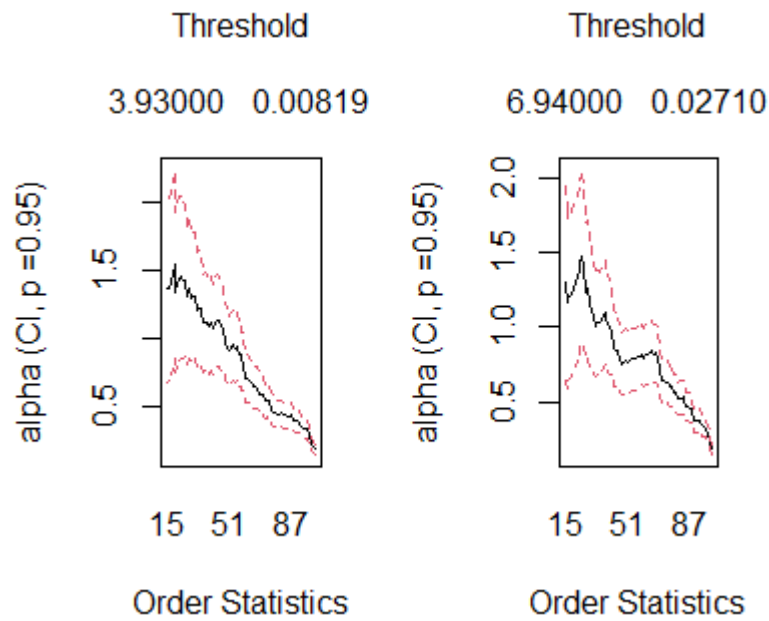 Threshold
3.93000 0.00819
alpha (CI, p =0.95)
1.5
0.5
15 51 87
Order Statistics
Threshold
6.94000 0.02710
alpha (CI, p =0.95)
2.0
1.5
1.0
0.5
15 51 87
Order Statistics